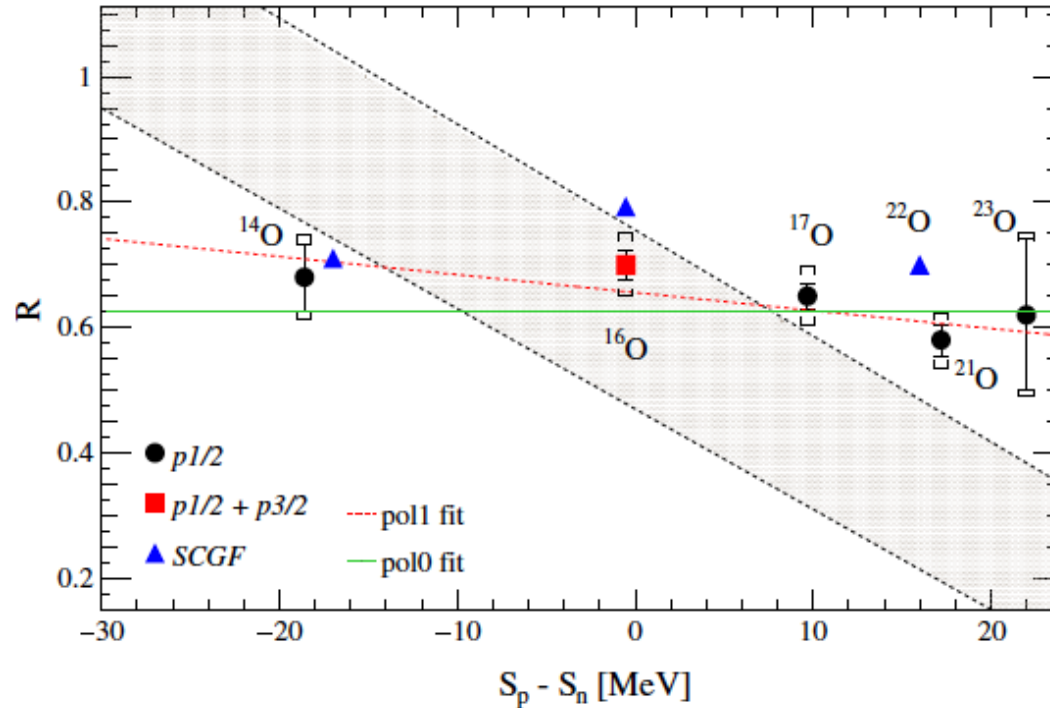 1
0.8
0.6
0.4
0.2
R
¹⁴O
¹⁶O
¹⁷O
²²O
²³O
²¹O
p1/2
p1/2 + p3/2
SCGF
pol1 fit
pol0 fit
−30 −20 −10 0 10 20
Sₚ - Sₙ [MeV]